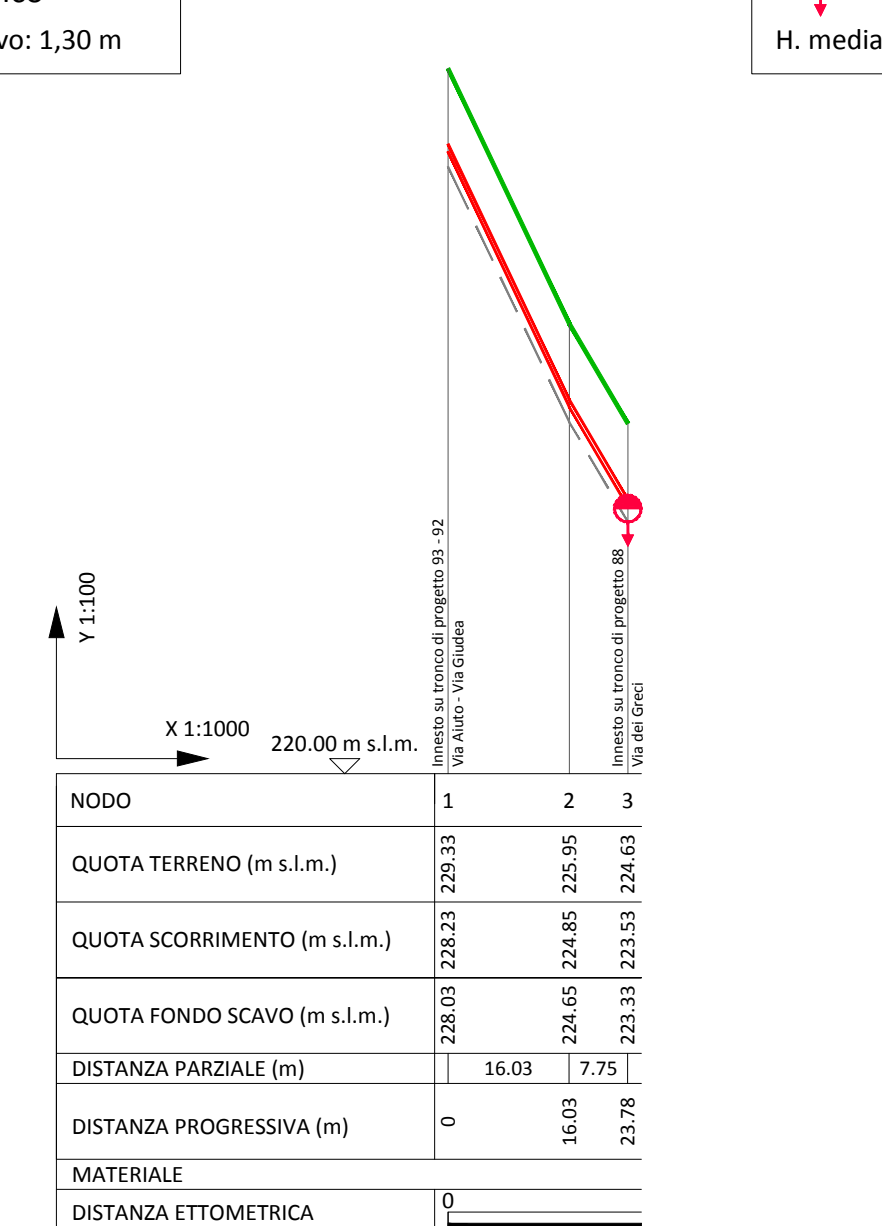 vo: 1,30 m
H. media
Y 1:100
X 1:1000
220.00 m s.l.m.
Innesto su tronco di progetto 93 - 92
Via Aiuto - Via Giudea
Innesto su tronco di progetto 88
Via dei Greci
NODO 1 2 3
QUOTA TERRENO (m s.l.m.) 229.33 225.95 224.63
QUOTA SCORRIMENTO (m s.l.m.) 228.23 224.85 223.53
QUOTA FONDO SCAVO (m s.l.m.) 228.03 224.65 223.33
DISTANZA PARZIALE (m) 16.03 7.75
DISTANZA PROGRESSIVA (m) 0 16.03 23.78
MATERIALE
DISTANZA ETTOMETRICA 0